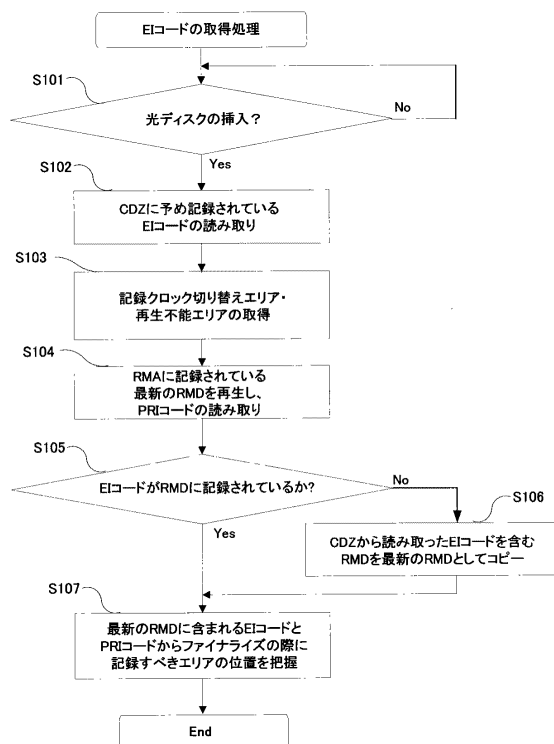 EIコードの取得処理
S101
光ディスクの挿入？
No
Yes
S102
CDZに予め記録されている
EIコードの読み取り
S103
記録クロック切り替えエリア・
再生不能エリアの取得
S104
RMAに記録されている
最新のRMDを再生し、
PRIコードの読み取り
S105
EIコードがRMDに記録されているか？
No
Yes
S106
CDZから読み取ったEIコードを含む
RMDを最新のRMDとしてコピー
S107
最新のRMDに含まれるEIコードと
PRIコードからファイナライズの際に
記録すべきエリアの位置を把握
End